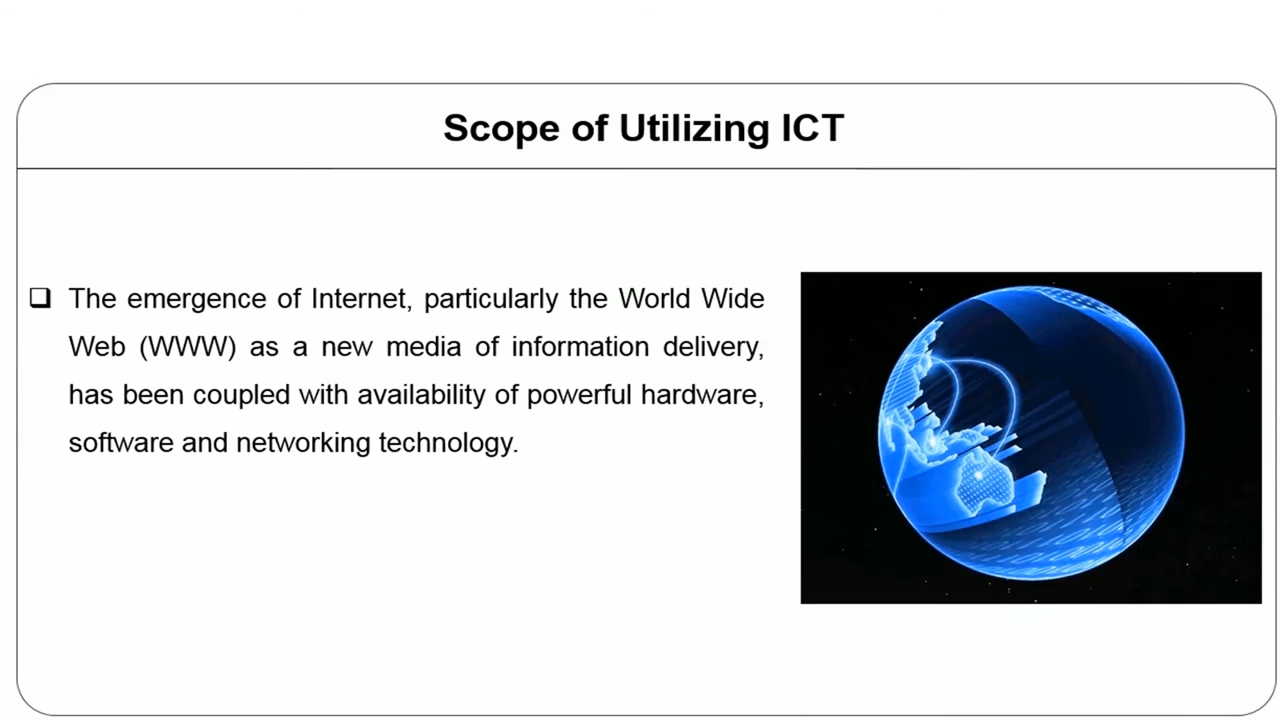 Scope of Utilizing ICT
The emergence of Internet, particularly the World Wide
Web (WWW) as a new media of information delivery,
has been coupled with availability of powerful hardware,
software and networking technology.